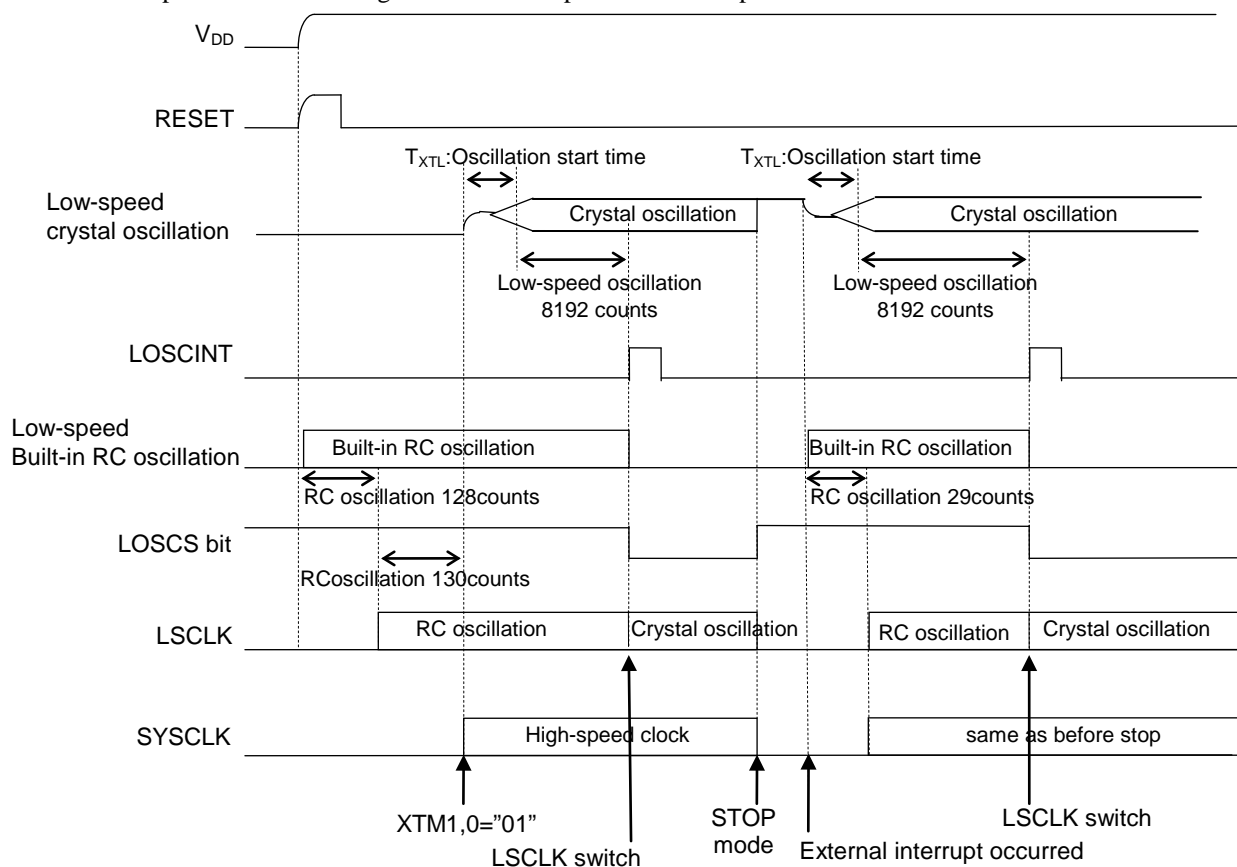 V_DD
RESET
T_XTL:Oscillation start time
T_XTL:Oscillation start time
Low-speed
crystal oscillation
Crystal oscillation
Crystal oscillation
Low-speed oscillation
8192 counts
Low-speed oscillation
8192 counts
LOSCINT
Low-speed
Built-in RC oscillation
Built-in RC oscillation
Built-in RC oscillation
RC oscillation 128counts
RC oscillation 29counts
LOSCS bit
RCoscillation 130counts
LSCLK
RC oscillation
Crystal oscillation
RC oscillation
Crystal oscillation
SYSCLK
High-speed clock
same as before stop
XTM1,0="01"
LSCLK switch
STOP
mode
External interrupt occurred
LSCLK switch